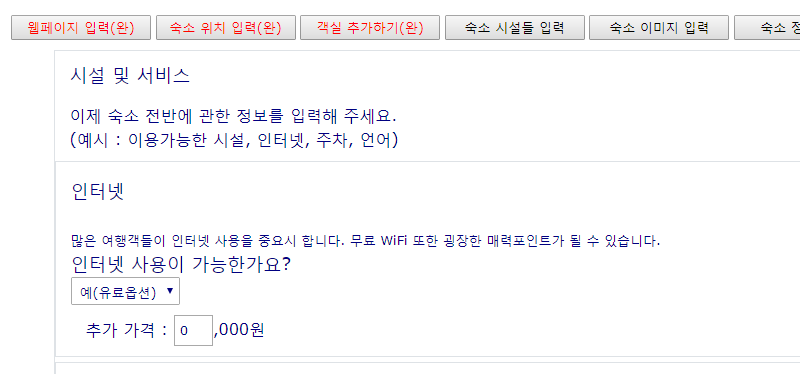 웹페이지 입력(완) 숙소 위치 입력(완) 객실 추가하기(완) 숙소 시설들 입력 숙소 이미지 입력 숙소 정
시설 및 서비스
이제 숙소 전반에 관한 정보를 입력해 주세요.
(예시 : 이용가능한 시설, 인터넷, 주차, 언어)
인터넷
많은 여행객들이 인터넷 사용을 중요시 합니다. 무료 WiFi 또한 굉장한 매력포인트가 될 수 있습니다.
인터넷 사용이 가능한가요?
예(유료옵션)
추가 가격 : 0 ,000원